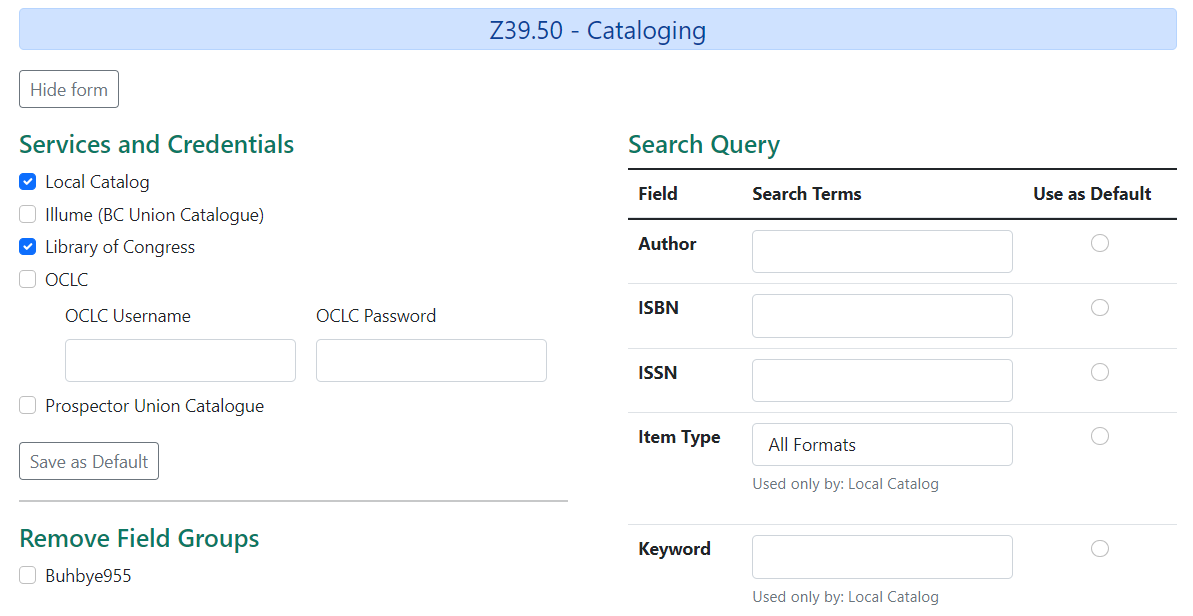 Z39.50 - Cataloging
Hide form
Services and Credentials
Local Catalog
Illume (BC Union Catalogue)
Library of Congress
OCLC
OCLC Username OCLC Password
Prospector Union Catalogue
Save as Default
Remove Field Groups
Buhbye955
Search Query
Field Search Terms Use as Default
Author
ISBN
ISSN
Item Type All Formats
Used only by: Local Catalog
Keyword
Used only by: Local Catalog